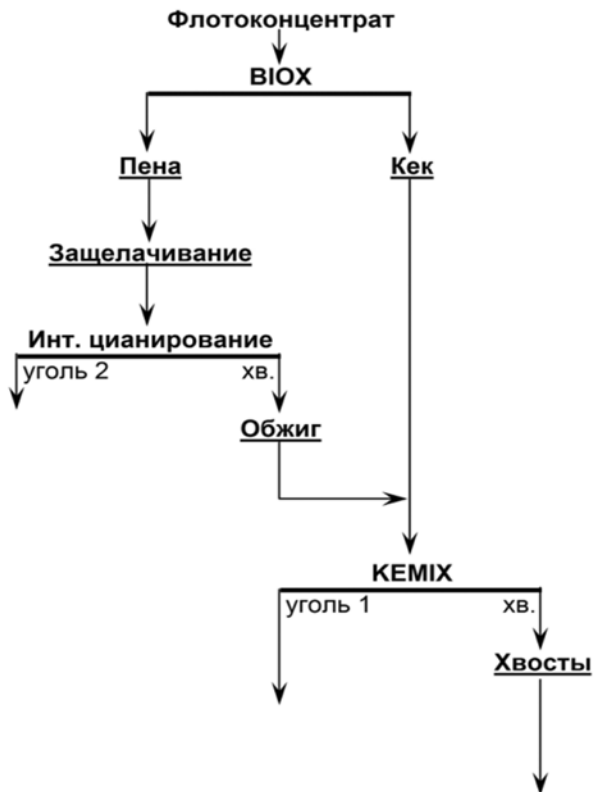 Флотоконцентрат
BIOX
Пена
Кек
Защелачивание
Инт. цианирование
уголь 2
хв.
Обжиг
KEMIX
уголь 1
хв.
Хвосты